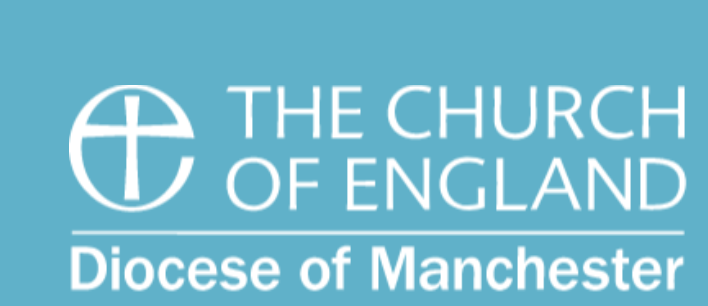 THE CHURCH
OF ENGLAND
Diocese of Manchester